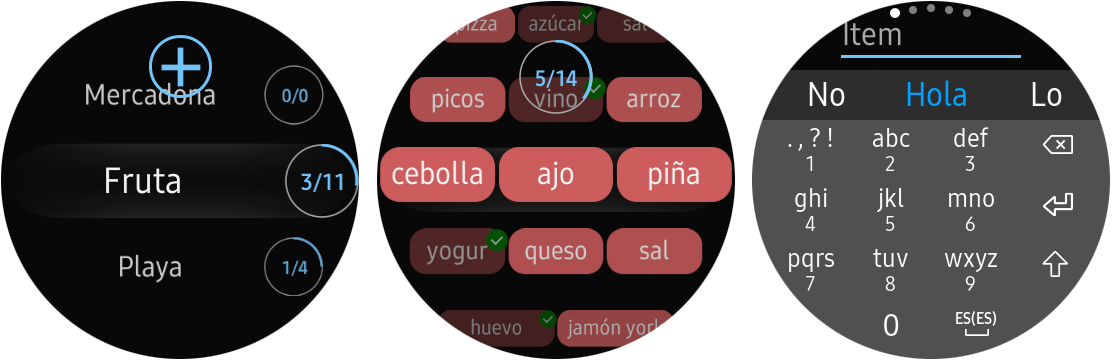 Mercadona 0/0
Fruta 3/11
Playa 1/4
pizza azúcar sal
5/14
picos vino arroz
cebolla ajo piña
yogur queso sal
huevo jamón york
Item
No Hola Lo
.,?! abc def
1 2 3
ghi jkl mno
4 5 6
pqrs tuv wxyz
7 8 9
0 ES(ES)